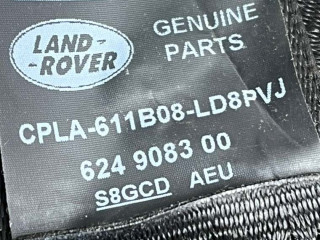 LAND-
ROVER
GENUINE
PARTS
CPLA-611B08-LD8PVJ
624 9083 00
S8GCD AEU